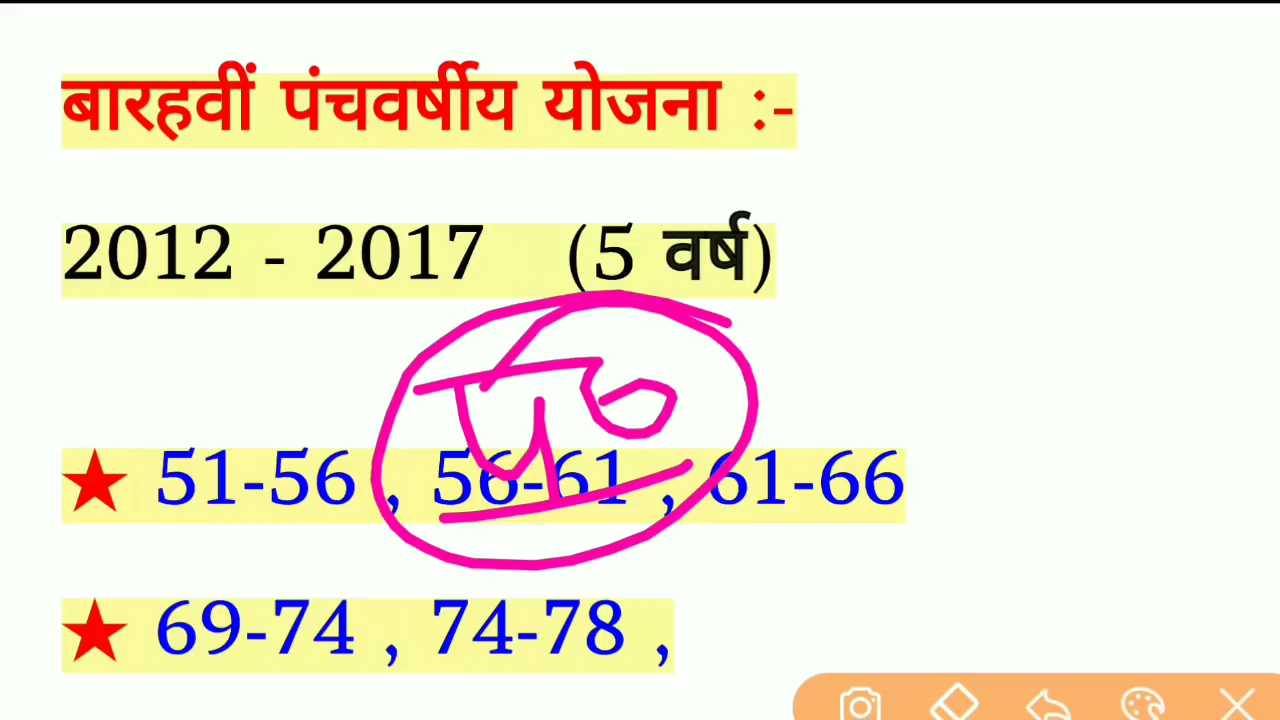 बारहवीं पंचवर्षीय योजना :-
2012 - 2017 (5 वर्ष)
★ 51-56 , 56-61 , 61-66
★ 69-74 , 74-78 ,